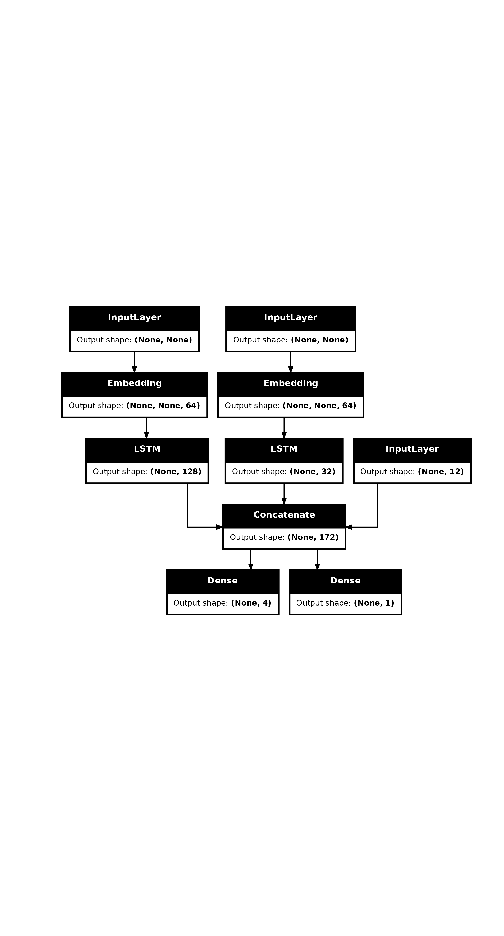 InputLayer
Output shape: (None, None)
InputLayer
Output shape: (None, None)
Embedding
Output shape: (None, None, 64)
Embedding
Output shape: (None, None, 64)
LSTM
Output shape: (None, 128)
LSTM
Output shape: (None, 32)
InputLayer
Output shape: (None, 12)
Concatenate
Output shape: (None, 172)
Dense
Output shape: (None, 4)
Dense
Output shape: (None, 1)